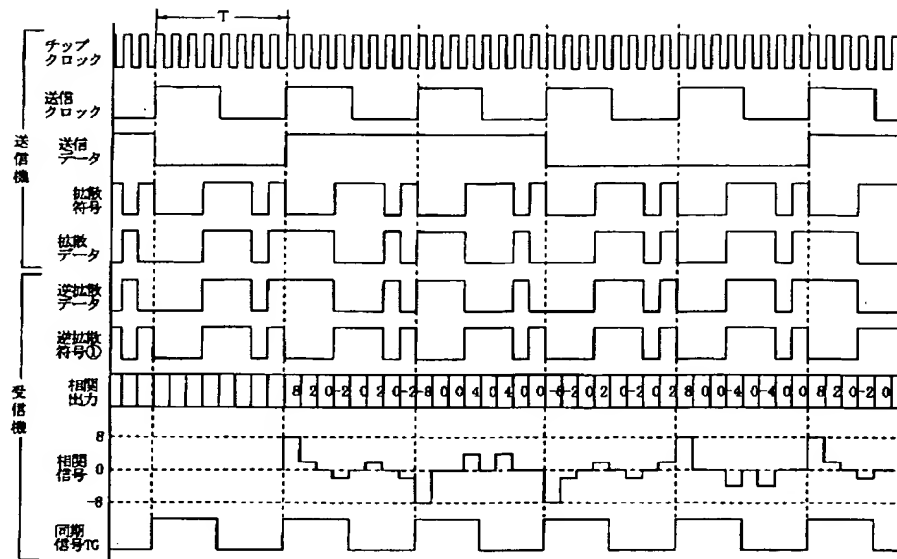 T
送信機
チップ
クロック
送信
クロック
送信
データ
拡散
符号
拡散
データ
受信機
逆拡散
データ
逆拡散
符号①
相関
出力
8 2 0 -2 0 2 0 -2 -8 0 0 4 0 4 0 0 -8 -2 0 2 0 -2 0 2 8 0 0 -4 0 -4 0 0 8 2 0 -2 0
相関
信号
8
0
-8
同期
信号TG